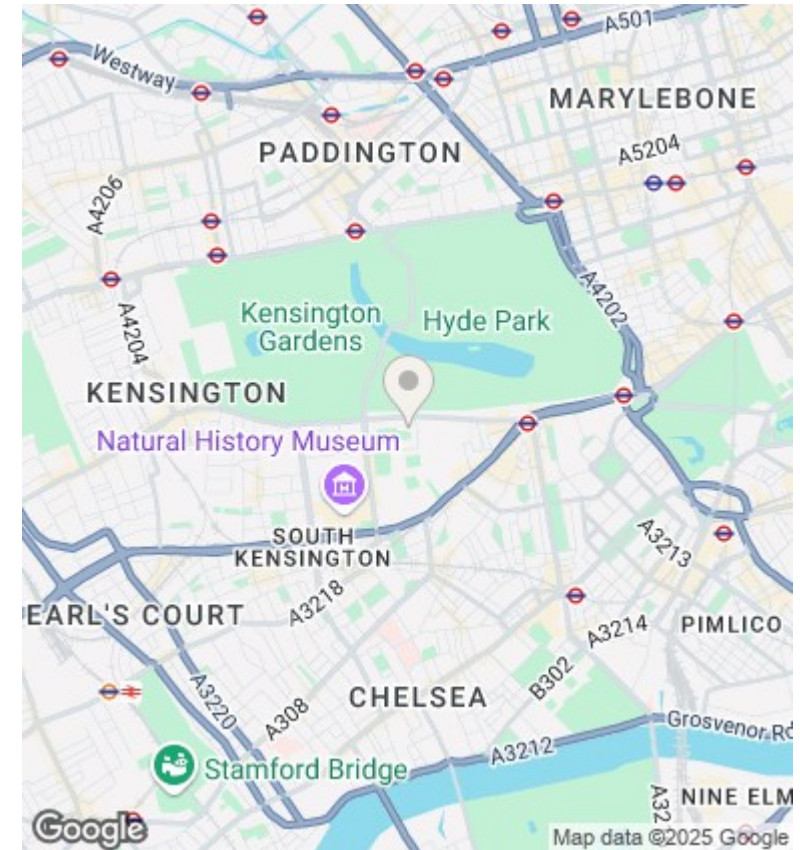 A501
Westway
MARYLEBONE
PADDINGTON
A5204
A4206
Kensington
Gardens
Hyde Park
A4202
A4204
KENSINGTON
Natural History Museum
SOUTH
KENSINGTON
A3213
EARL'S COURT
A3218
A3214
PIMLICO
B302
A3220
CHELSEA
A308
Grosvenor Rd
A3212
Stamford Bridge
A32
NINE ELM
Google
Map data ©2025 Google